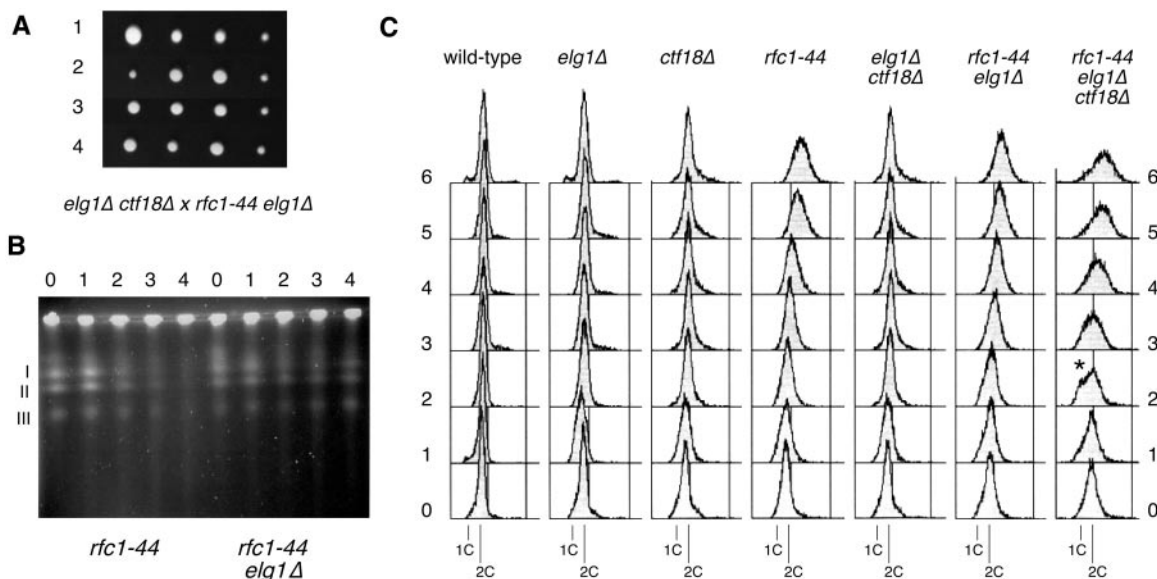 A
1
2
3
4
elg1Δ ctf18Δ x rfc1-44 elg1Δ
B
0 1 2 3 4 0 1 2 3 4
I
II
III
rfc1-44
rfc1-44
elg1Δ
C
wild-type
elg1Δ
ctf18Δ
rfc1-44
elg1Δ
ctf18Δ
rfc1-44
elg1Δ
rfc1-44
elg1Δ
ctf18Δ
6 6
5 5
4 4
3 3
*
2 2
1 1
0 0
1C 1C 1C 1C 1C 1C 1C
2C 2C 2C 2C 2C 2C 2C